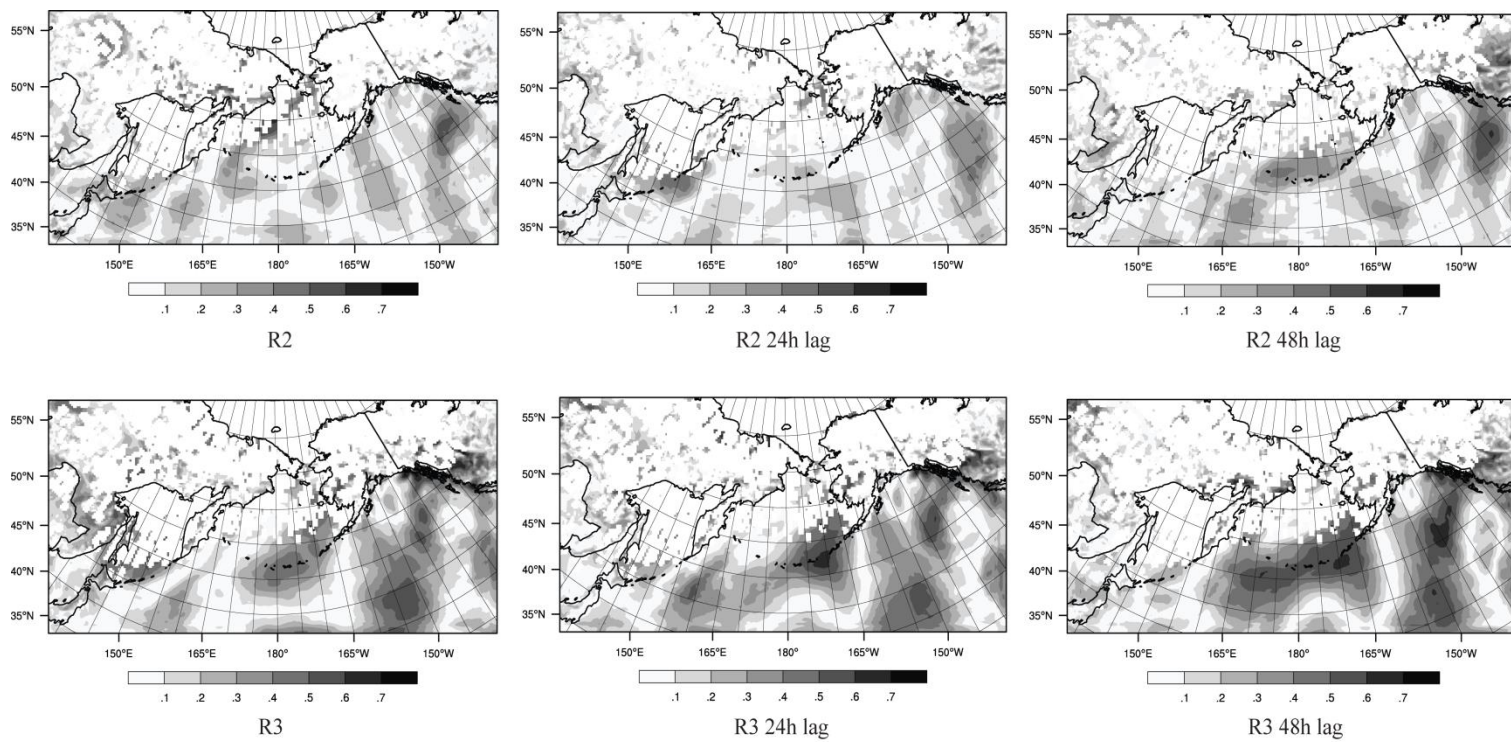 55°N
50°N
45°N
40°N
35°N
150°E 165°E 180° 165°W 150°W
.1 .2 .3 .4 .5 .6 .7
R2
55°N
50°N
45°N
40°N
35°N
150°E 165°E 180° 165°W 150°W
.1 .2 .3 .4 .5 .6 .7
R2 24h lag
55°N
50°N
45°N
40°N
35°N
150°E 165°E 180° 165°W 150°W
.1 .2 .3 .4 .5 .6 .7
R2 48h lag
55°N
50°N
45°N
40°N
35°N
150°E 165°E 180° 165°W 150°W
.1 .2 .3 .4 .5 .6 .7
R3
55°N
50°N
45°N
40°N
35°N
150°E 165°E 180° 165°W 150°W
.1 .2 .3 .4 .5 .6 .7
R3 24h lag
55°N
50°N
45°N
40°N
35°N
150°E 165°E 180° 165°W 150°W
.1 .2 .3 .4 .5 .6 .7
R3 48h lag